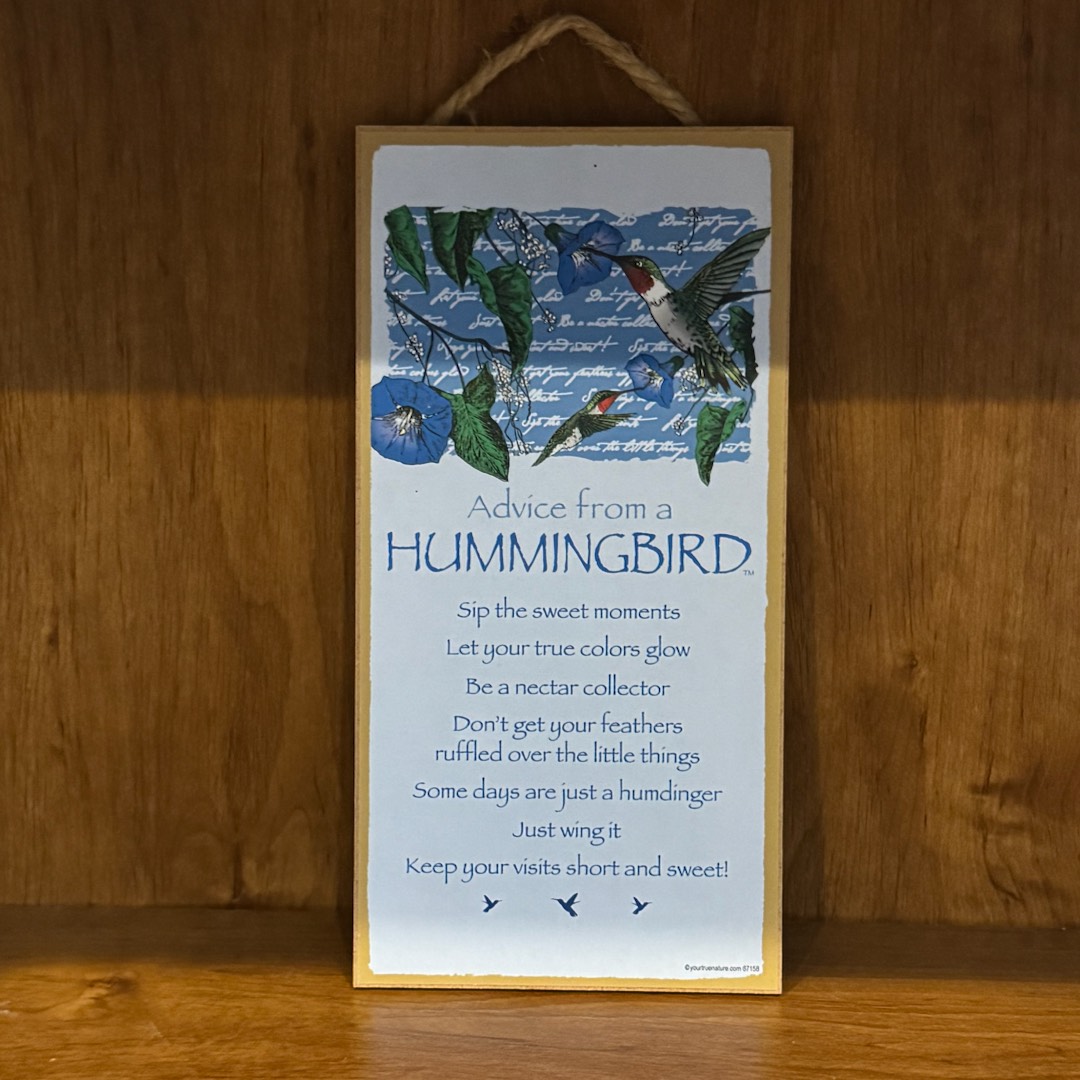 Advice from a
HUMMINGBIRD™
Sip the sweet moments
Let your true colors glow
Be a nectar collector
Don't get your feathers
ruffled over the little things
Some days are just a humdinger
Just wing it
Keep your visits short and sweet!
©yourtruenature.com 87158